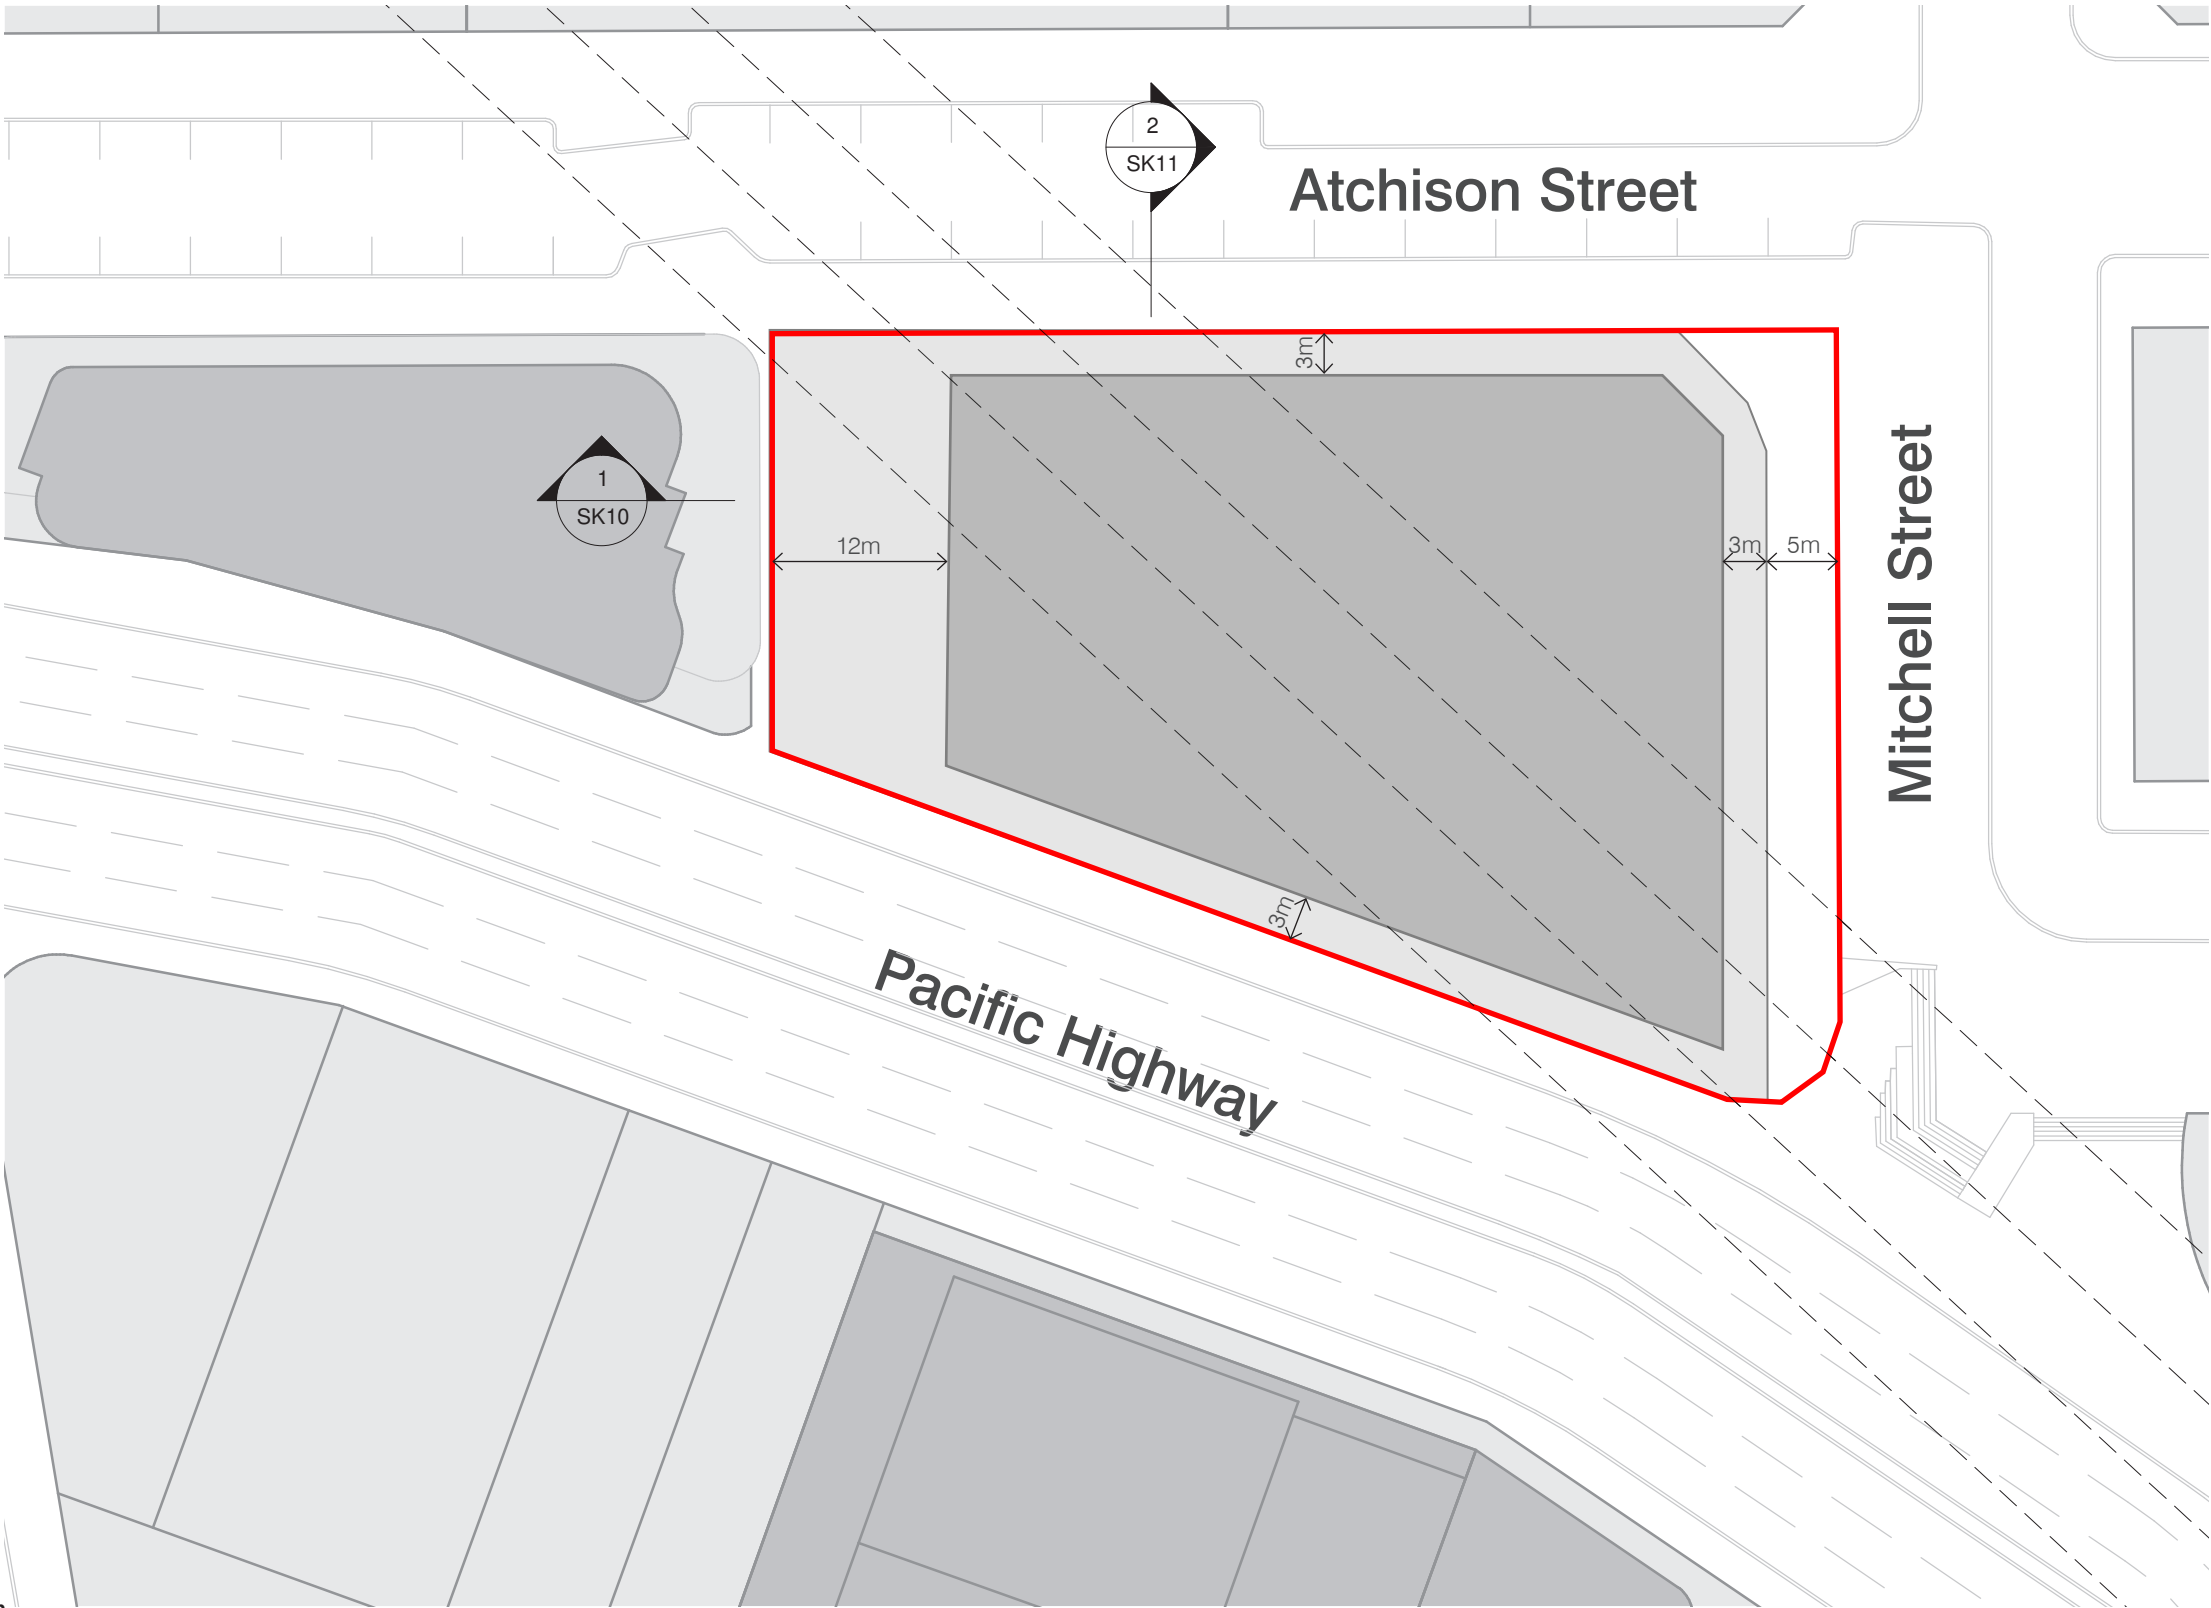 2
SK11
Atchison Street
3m
1
SK10
12m
3m
5m
Mitchell Street
3m
Pacific Highway